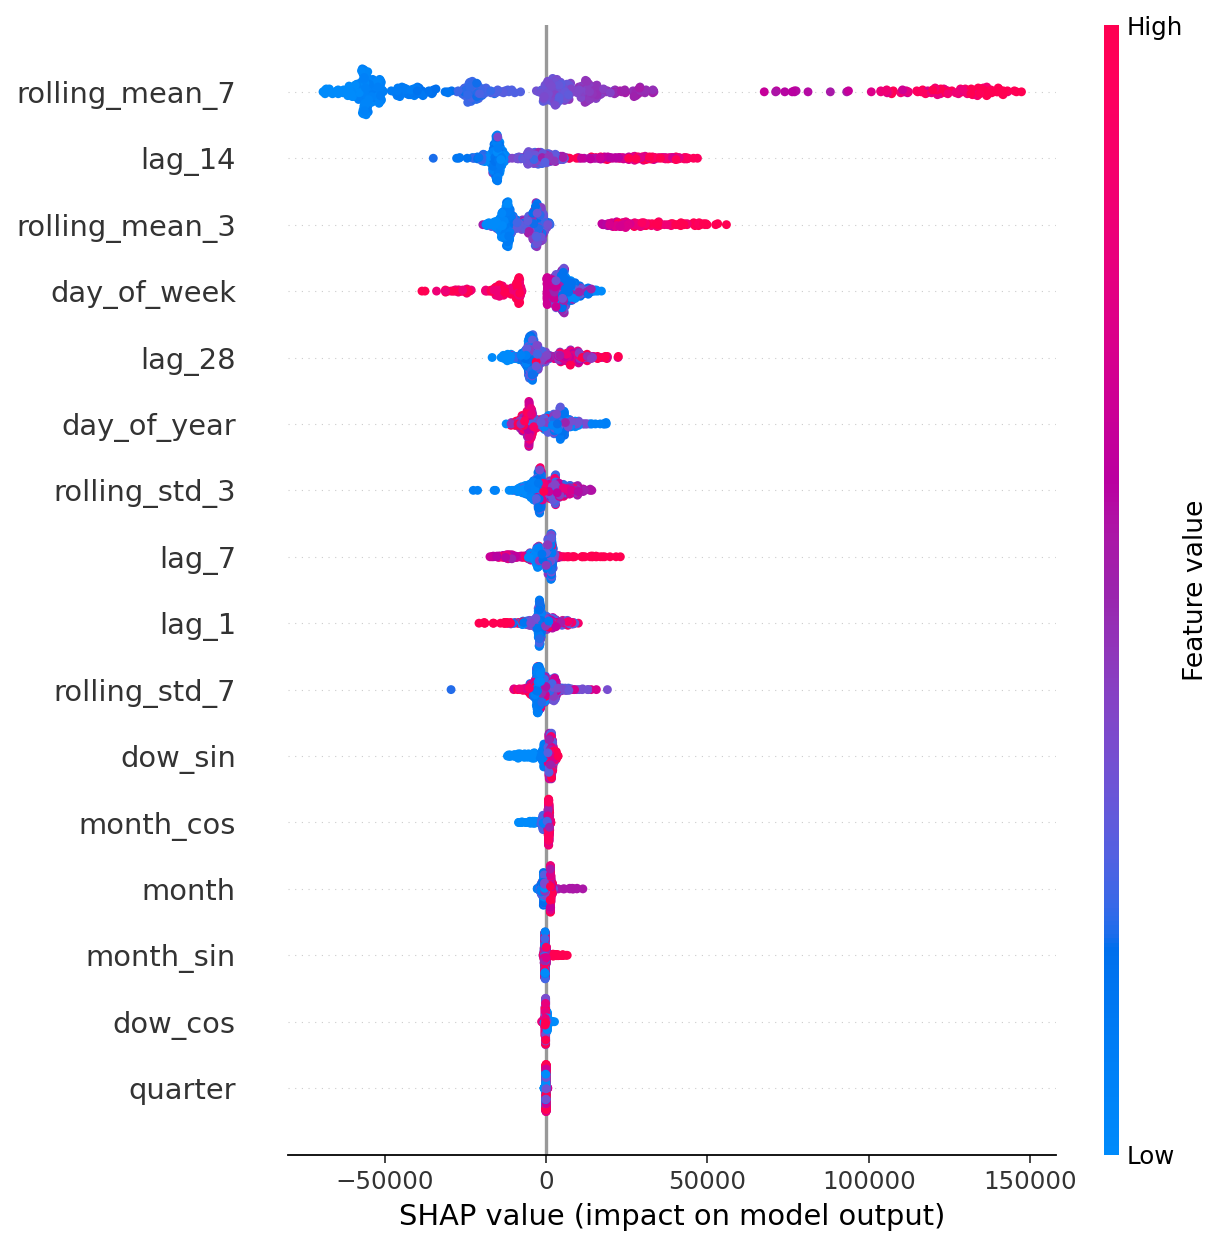 High
rolling_mean_7
lag_14
rolling_mean_3
day_of_week
lag_28
day_of_year
rolling_std_3
lag_7
lag_1
rolling_std_7
dow_sin
month_cos
month
month_sin
dow_cos
quarter
Feature value
Low
−50000 0 50000 100000 150000
SHAP value (impact on model output)